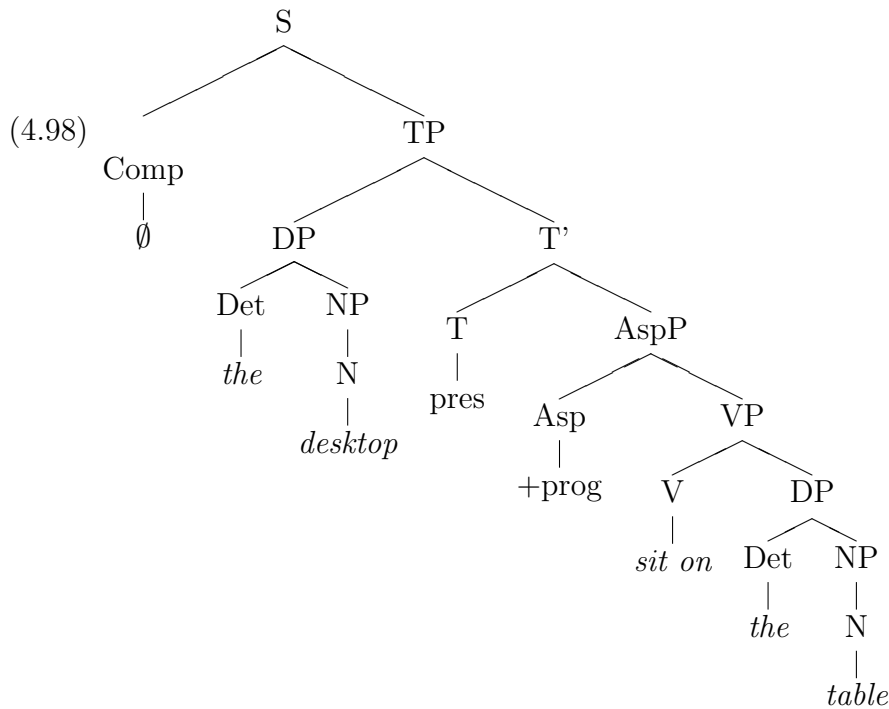 S
(4.98)
TP
Comp
∅
DP
T'
Det
NP
T
AspP
the
N
pres
Asp
VP
desktop
+prog
V
DP
sit on
Det
NP
the
N
table